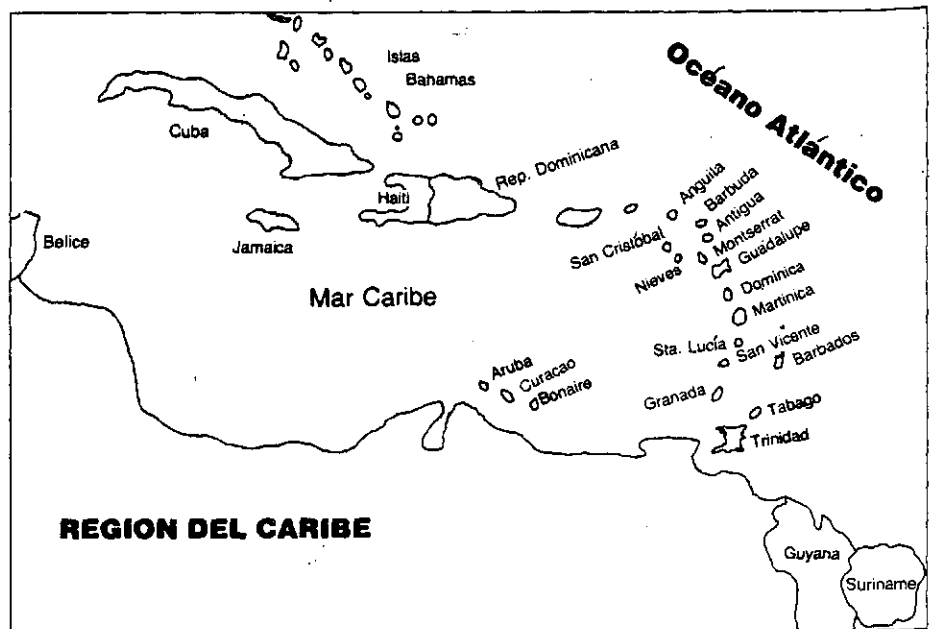 Islas
Bahamas
Océano Atlántico
Cuba
Rep. Dominicana
Haiti
Anguila
Barbuda
Antigua
Belice
Jamaica
San Cristóbal
Montserrat
Guadalupe
Nieves
Mar Caribe
Dominica
Martinica
Sta. Lucía
San Vicente
Barbados
Aruba
Curacao
Bonaire
Granada
Tabago
Trinidad
REGION DEL CARIBE
Guyana
Suriname